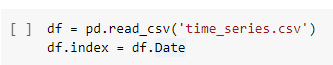 [ ] df = pd.read_csv('time_series.csv')
df.index = df.Date